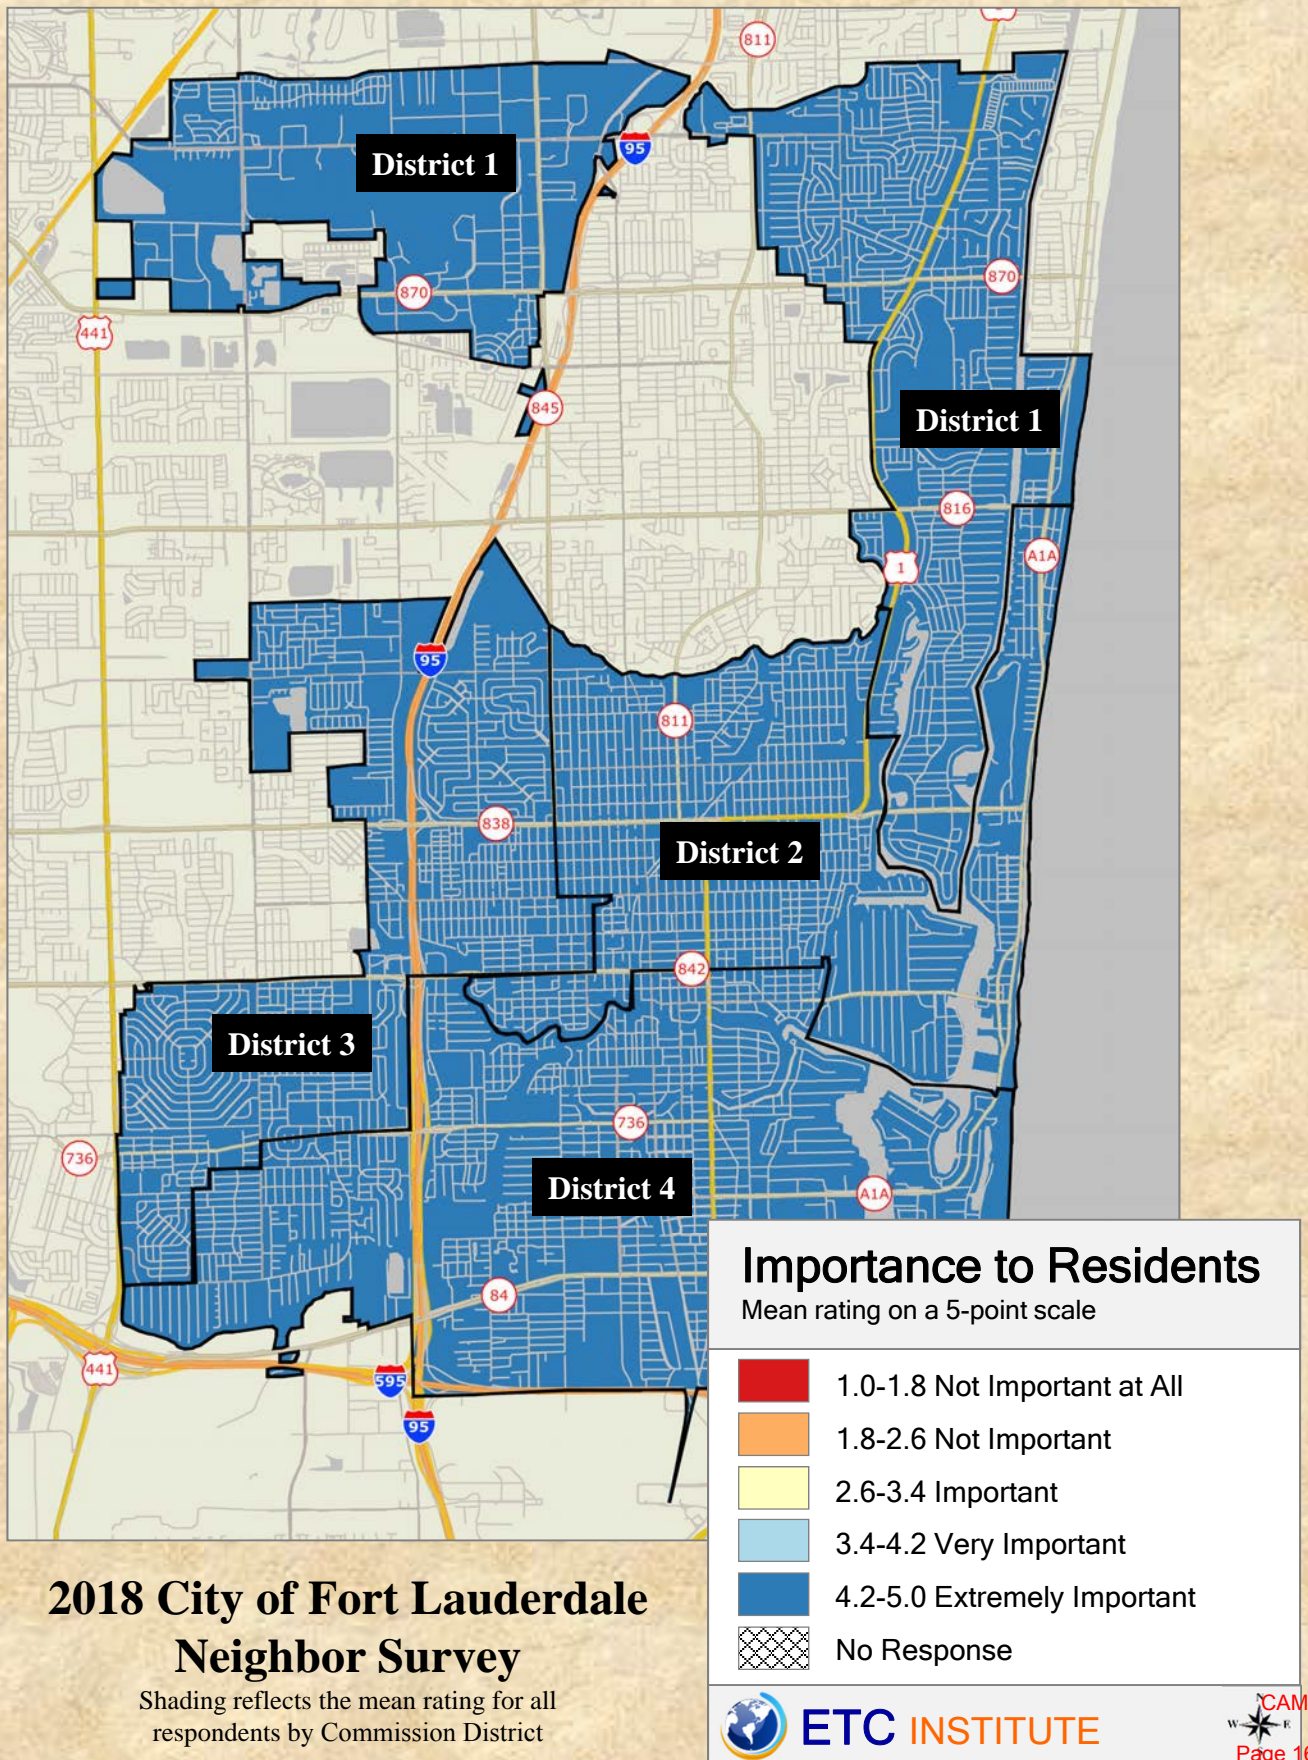 811
District 1
95
870
870
441
845
District 1
816
A1A
1
95
811
838
District 2
842
District 3
736
736
District 4
A1A
84
441
595
95
Importance to Residents
Mean rating on a 5-point scale
1.0-1.8 Not Important at All
1.8-2.6 Not Important
2.6-3.4 Important
3.4-4.2 Very Important
4.2-5.0 Extremely Important
No Response
2018 City of Fort Lauderdale
Neighbor Survey
Shading reflects the mean rating for all
respondents by Commission District
ETC INSTITUTE
CAM
W E
Page 16